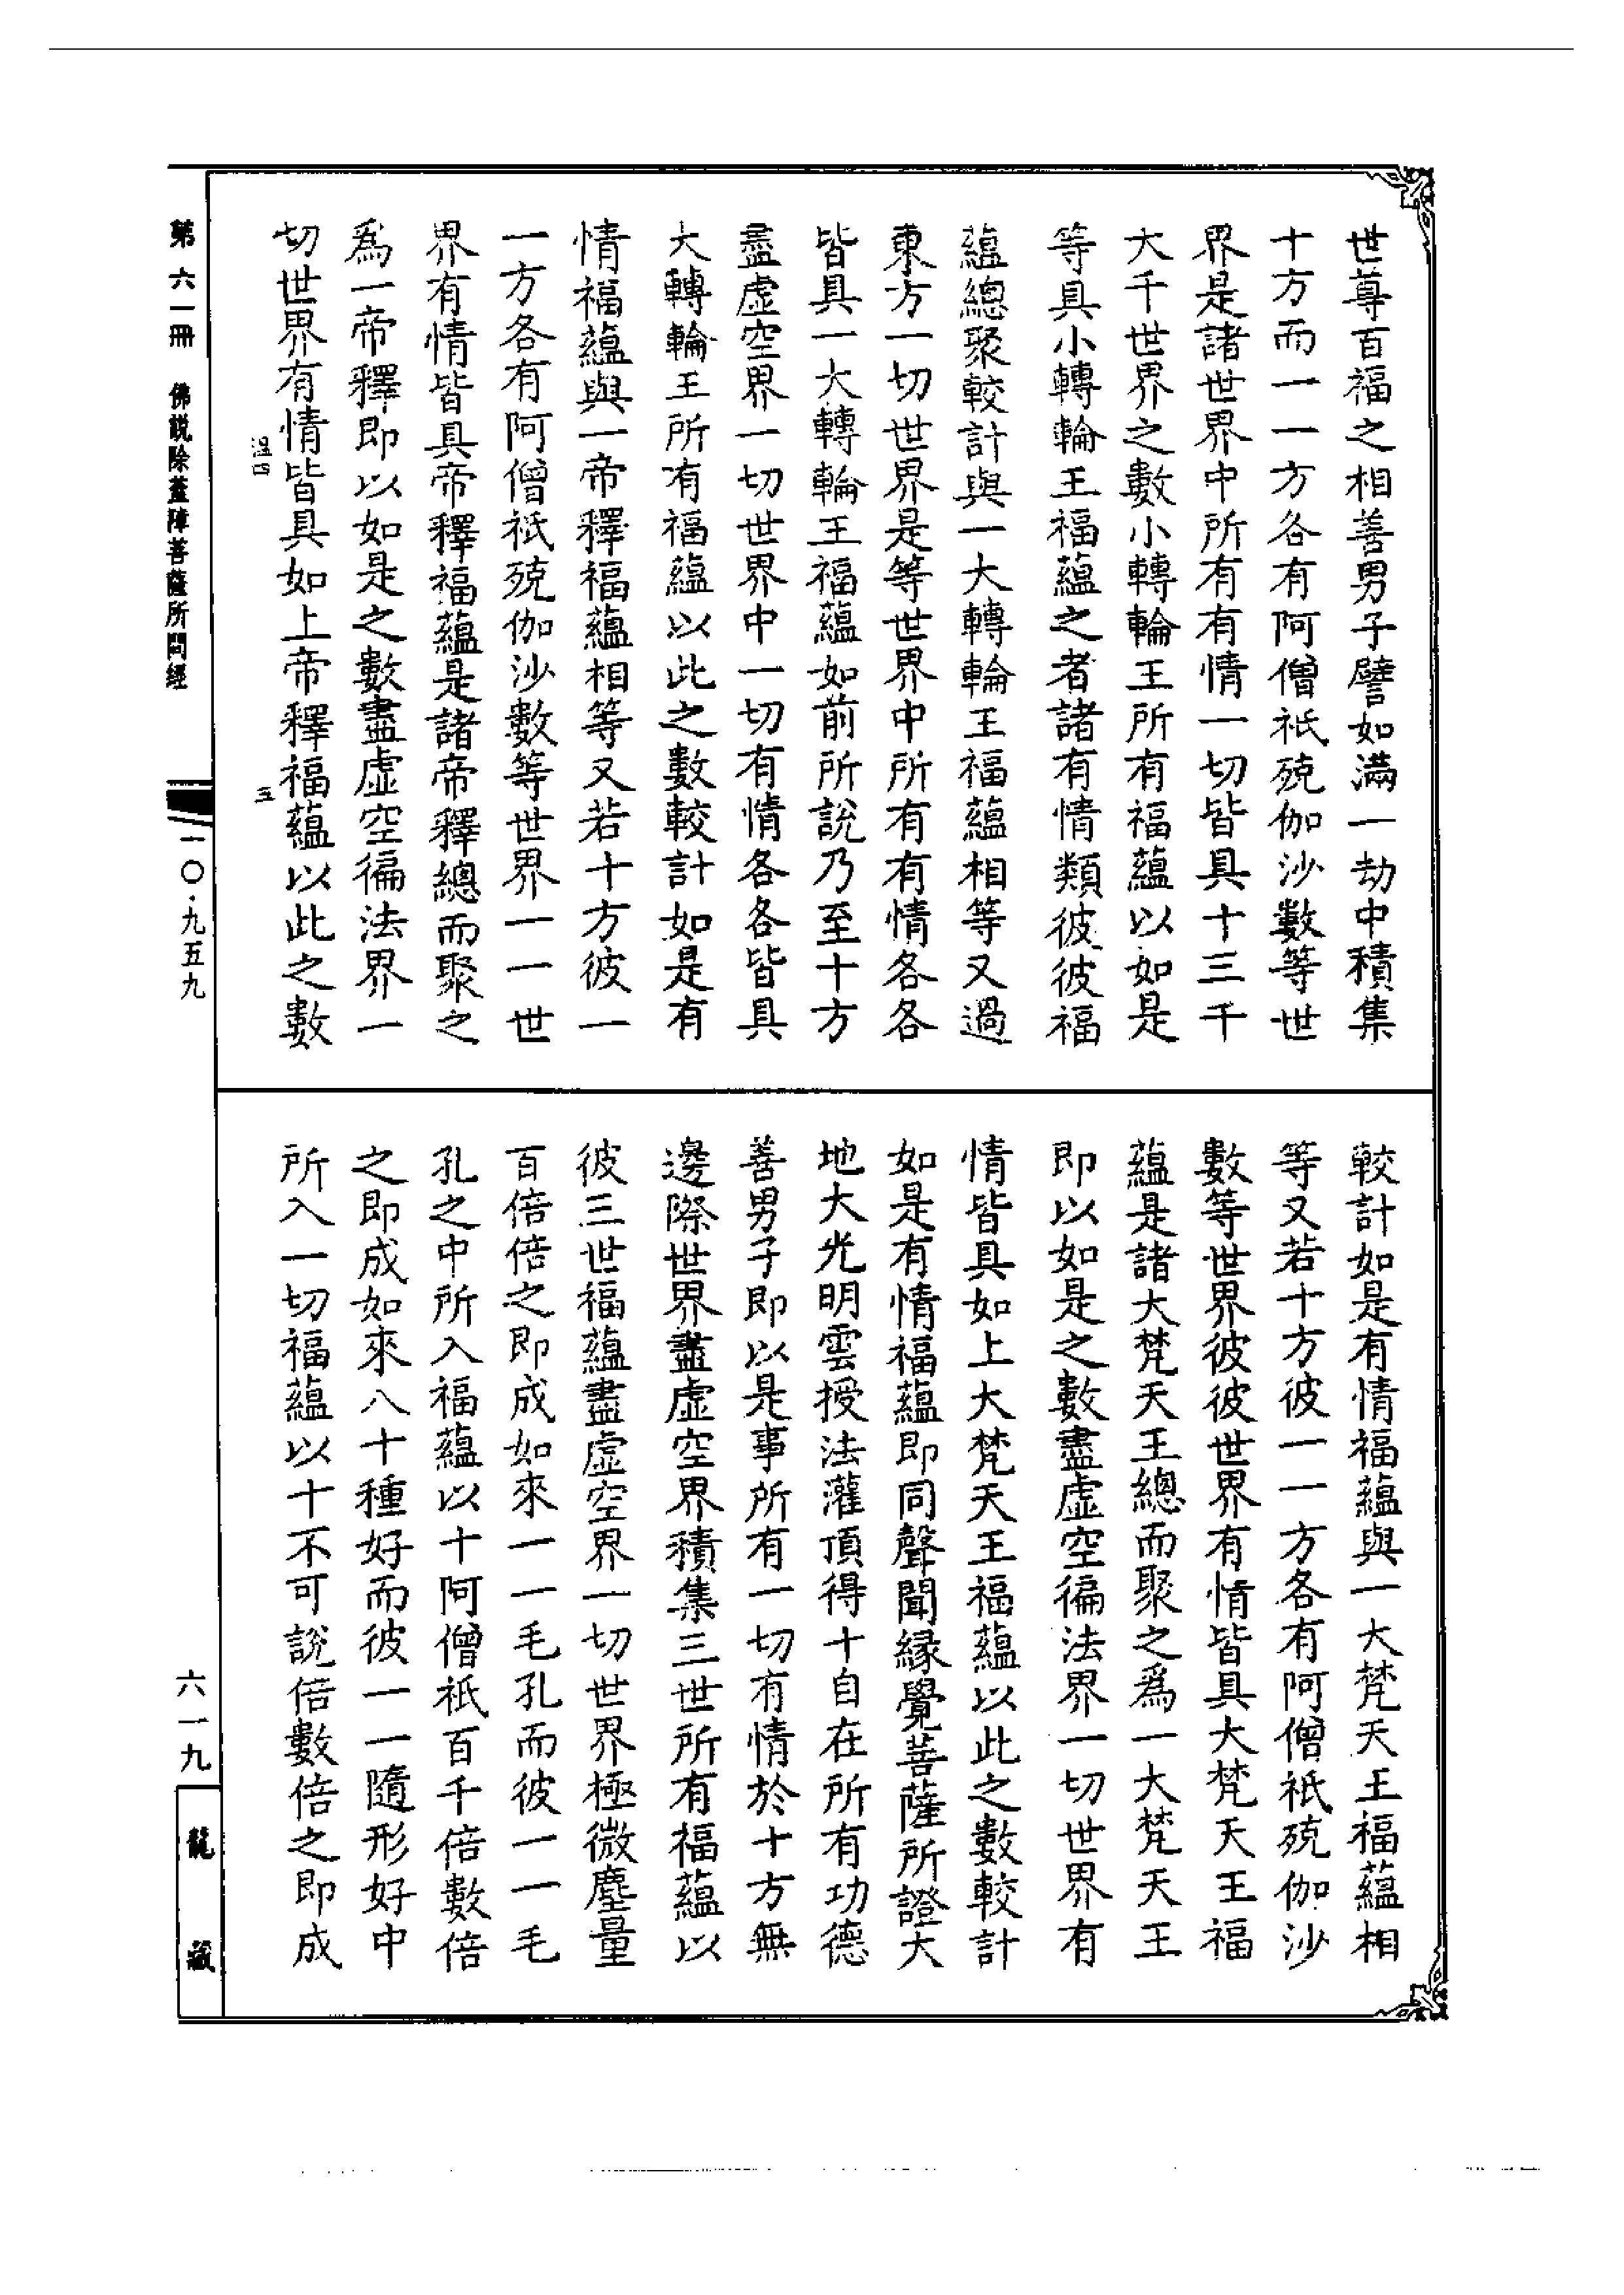 世尊百福之相善男子譬如滿一劫中積集
十方而一一方各有阿僧祇殑伽沙數等世
界是諸世界中所有有情一切皆具十三千
大千世界之數小轉輪王所有福蘊以如是
等具小轉輪王福蘊之者諸有情類彼彼福
蘊總聚較計與一大轉輪王福蘊相等又過
東方一切世界是等世界中所有有情各各
皆具一大轉輪王福蘊如前所說乃至十方
盡虛空界一切世界中一切有情各各皆具
大轉輪王所有福蘊以此之數較計如是有
情福蘊與一帝釋福蘊相等又若十方彼一
一方各有阿僧祇殑伽沙數等世界一一世
界有情皆具帝釋福蘊是諸帝釋總而聚之
爲一帝釋即以如是之數盡虛空徧法界一
切世界有情皆具如上帝釋福蘊以此之數
溫四
五
較計如是有情福蘊與一大梵天王福蘊相
等又若十方彼一一方各有阿僧祇殑伽沙
數等世界彼彼世界有情皆具大梵天王福
蘊是諸大梵天王總而聚之爲一大梵天王
即以如是之數盡虛空徧法界一切世界有
情皆具如上大梵天王福蘊以此之數較計
如是有情福蘊即同聲聞緣覺菩薩所證大
地大光明雲授法灌頂得十自在所有功德
善男子即以是事所有一切有情於十方無
邊際世界盡虛空界積集三世所有福蘊以
彼三世福蘊盡虛空界一切世界極微塵量
百倍倍之即成如來一一毛孔而彼一一毛
孔之中所入福蘊以十阿僧祇百千倍數倍
之即成如來八十種好而彼一一隨形好中
所入一切福蘊以十不可說倍數倍之即成
第六一冊 佛說除蓋障菩薩所問經
一〇·九五九
六一九
龍藏